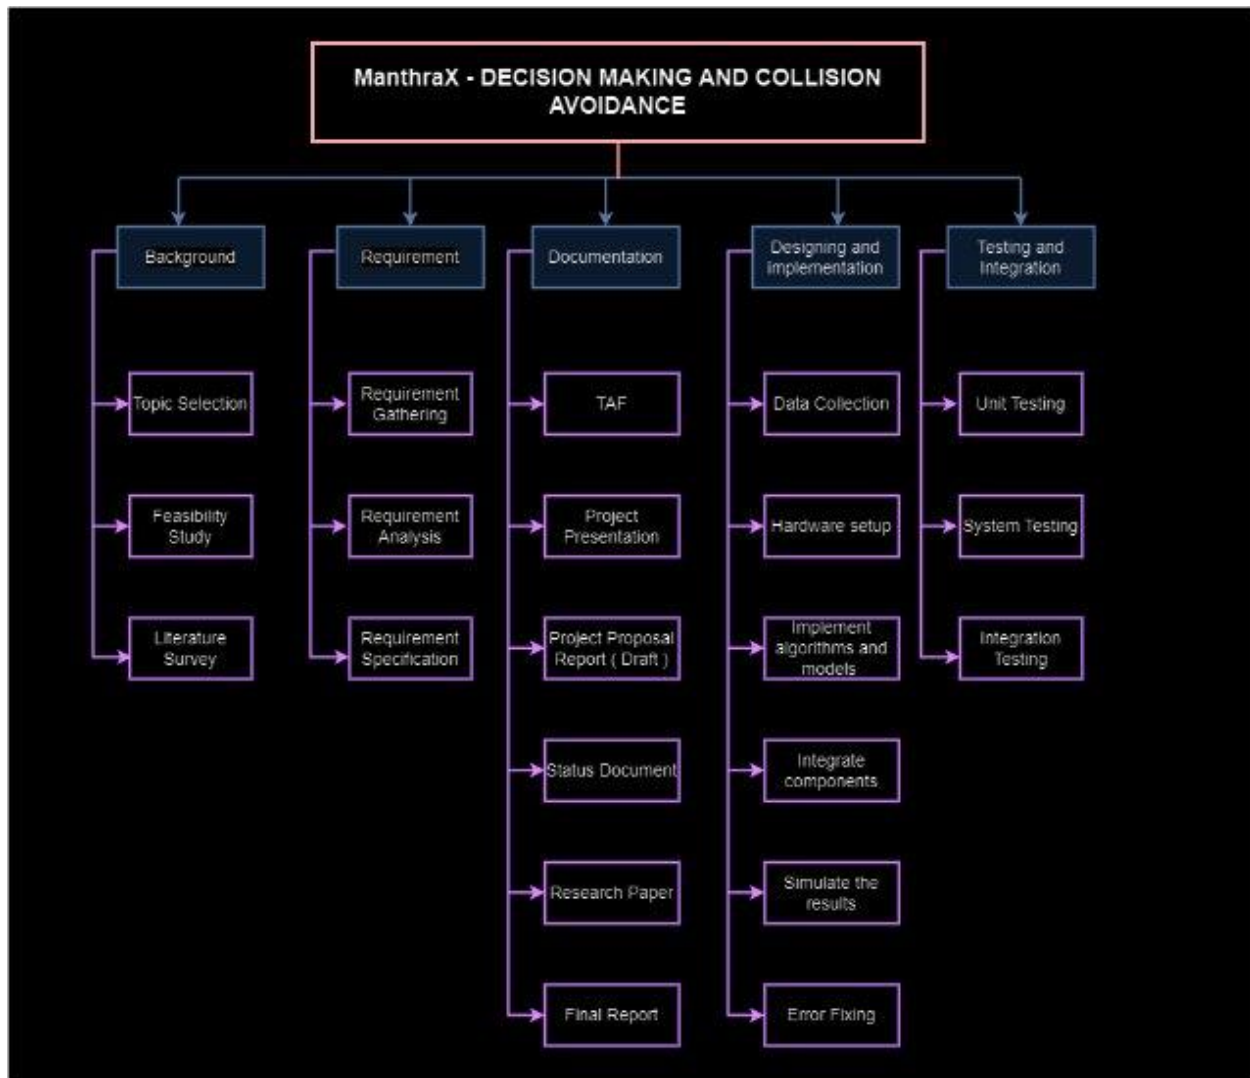 ManthraX - DECISION MAKING AND COLLISION
AVOIDANCE
Background
Requirement
Documentation
Designing and
implementation
Testing and
Integration
Topic Selection
Requirement
Gathering
TAF
Data Collection
Unit Testing
Feasibility
Study
Requirement
Analysis
Project
Presentation
Hardware setup
System Testing
Literature
Survey
Requirement
Specification
Project Proposal
Report ( Draft )
Implement
algorithms and
models
Integration
Testing
Status Document
Integrate
components
Research Paper
Simulate the
results
Final Report
Error Fixing